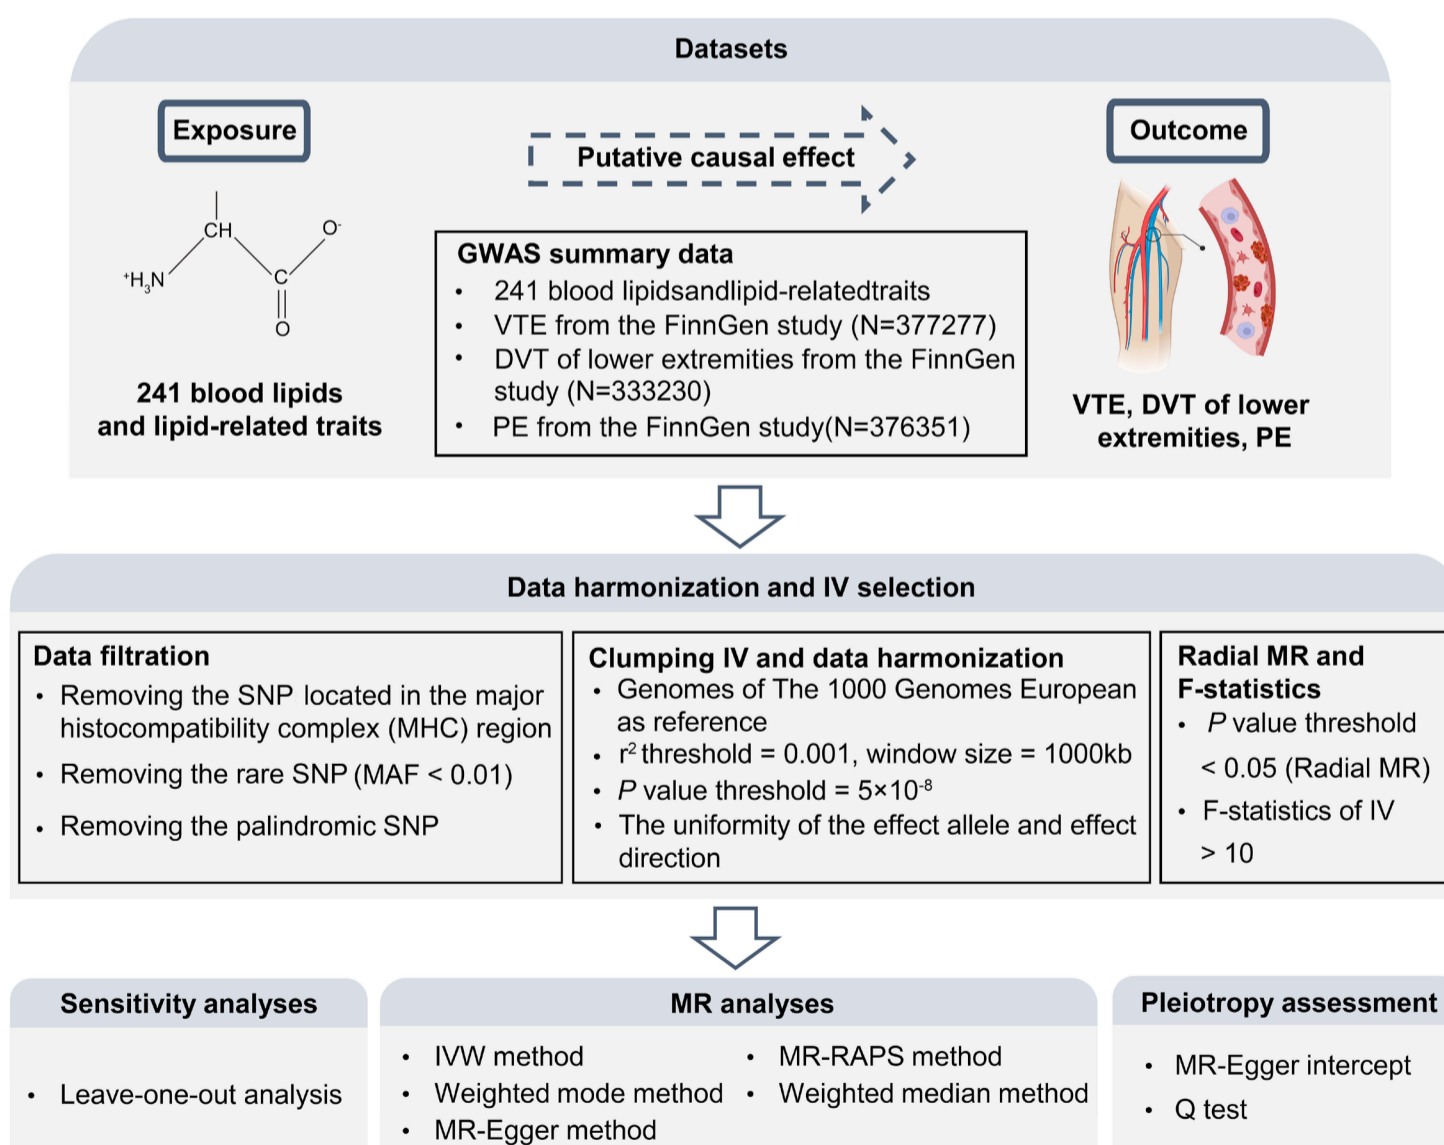 Datasets
Exposure
Putative causal effect
Outcome
CH
O-
+H3N
C
O
241 blood lipids
and lipid-related traits
GWAS summary data
• 241 blood lipidsandlipid-relatedtraits
• VTE from the FinnGen study (N=377277)
• DVT of lower extremities from the FinnGen
study (N=333230)
• PE from the FinnGen study(N=376351)
VTE, DVT of lower
extremities, PE
Data harmonization and IV selection
Data filtration
• Removing the SNP located in the major
histocompatibility complex (MHC) region
• Removing the rare SNP (MAF < 0.01)
• Removing the palindromic SNP
Clumping IV and data harmonization
• Genomes of The 1000 Genomes European
as reference
• r² threshold = 0.001, window size = 1000kb
• P value threshold = 5×10⁻⁸
• The uniformity of the effect allele and effect
direction
Radial MR and
F-statistics
• P value threshold
< 0.05 (Radial MR)
• F-statistics of IV
> 10
Sensitivity analyses
• Leave-one-out analysis
MR analyses
• IVW method
• Weighted mode method
• MR-Egger method
• MR-RAPS method
• Weighted median method
Pleiotropy assessment
• MR-Egger intercept
• Q test